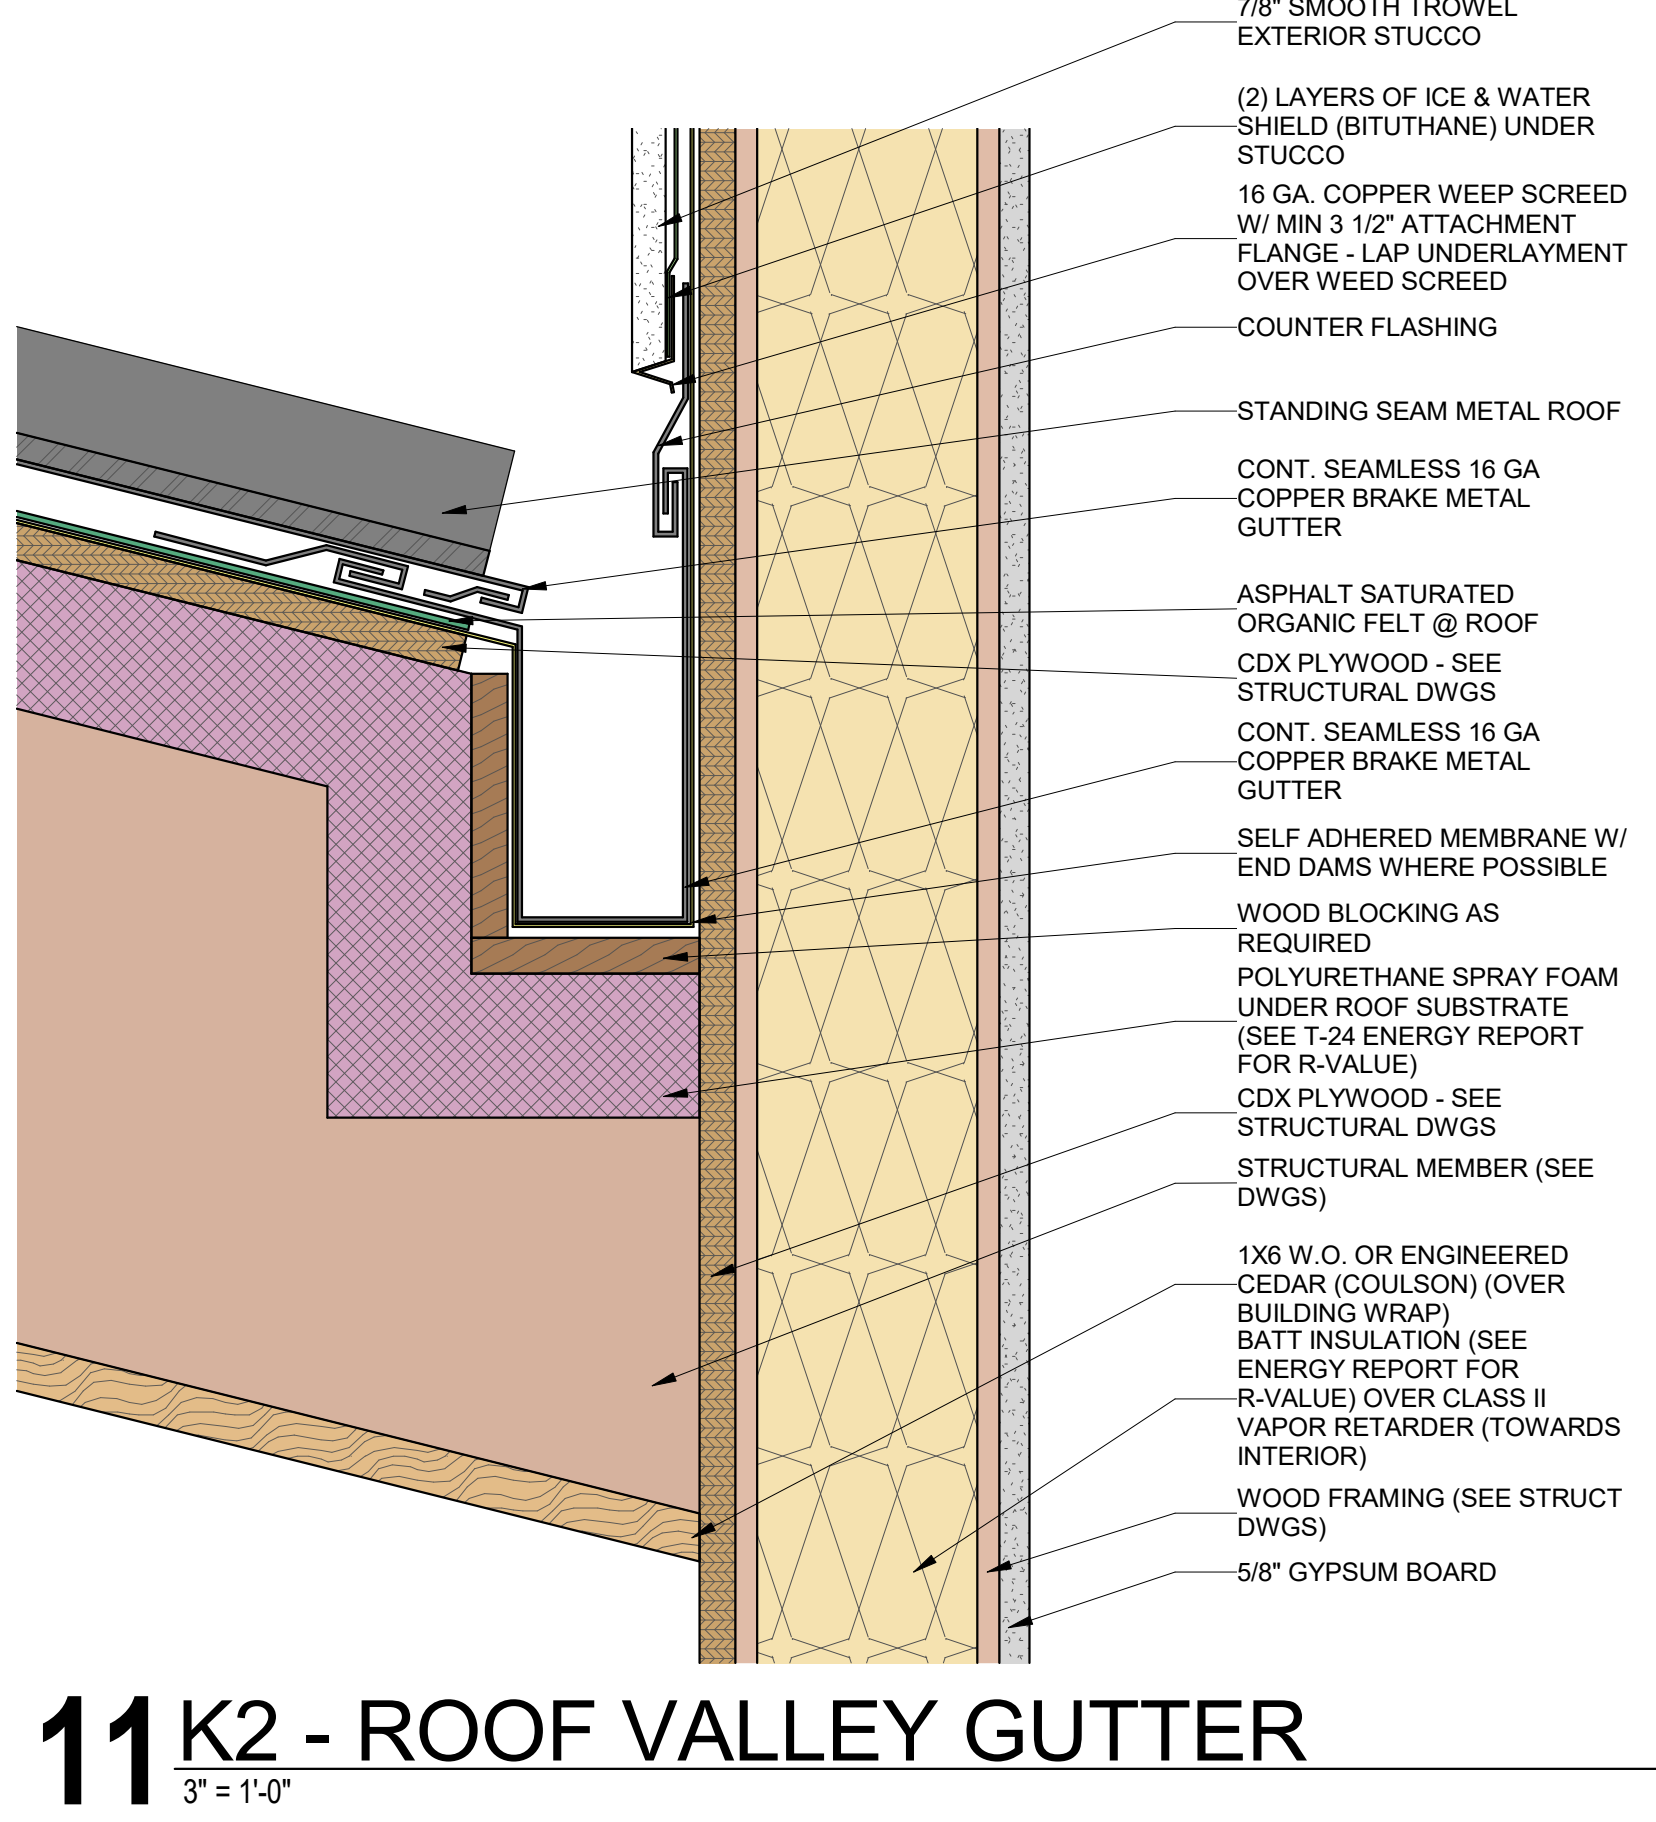 7/8" SMOOTH TROWEL
EXTERIOR STUCCO
(2) LAYERS OF ICE & WATER
SHIELD (BITUTHANE) UNDER
STUCCO
16 GA. COPPER WEEP SCREED
W/ MIN 3 1/2" ATTACHMENT
FLANGE - LAP UNDERLAYMENT
OVER WEED SCREED
COUNTER FLASHING
STANDING SEAM METAL ROOF
CONT. SEAMLESS 16 GA
COPPER BRAKE METAL
GUTTER
ASPHALT SATURATED
ORGANIC FELT @ ROOF
CDX PLYWOOD - SEE
STRUCTURAL DWGS
CONT. SEAMLESS 16 GA
COPPER BRAKE METAL
GUTTER
SELF ADHERED MEMBRANE W/
END DAMS WHERE POSSIBLE
WOOD BLOCKING AS
REQUIRED
POLYURETHANE SPRAY FOAM
UNDER ROOF SUBSTRATE
(SEE T-24 ENERGY REPORT
FOR R-VALUE)
CDX PLYWOOD - SEE
STRUCTURAL DWGS
STRUCTURAL MEMBER (SEE
DWGS)
1X6 W.O. OR ENGINEERED
CEDAR (COULSON) (OVER
BUILDING WRAP)
BATT INSULATION (SEE
ENERGY REPORT FOR
R-VALUE) OVER CLASS II
VAPOR RETARDER (TOWARDS
INTERIOR)
WOOD FRAMING (SEE STRUCT
DWGS)
5/8" GYPSUM BOARD
11 K2 - ROOF VALLEY GUTTER
3" = 1'-0"